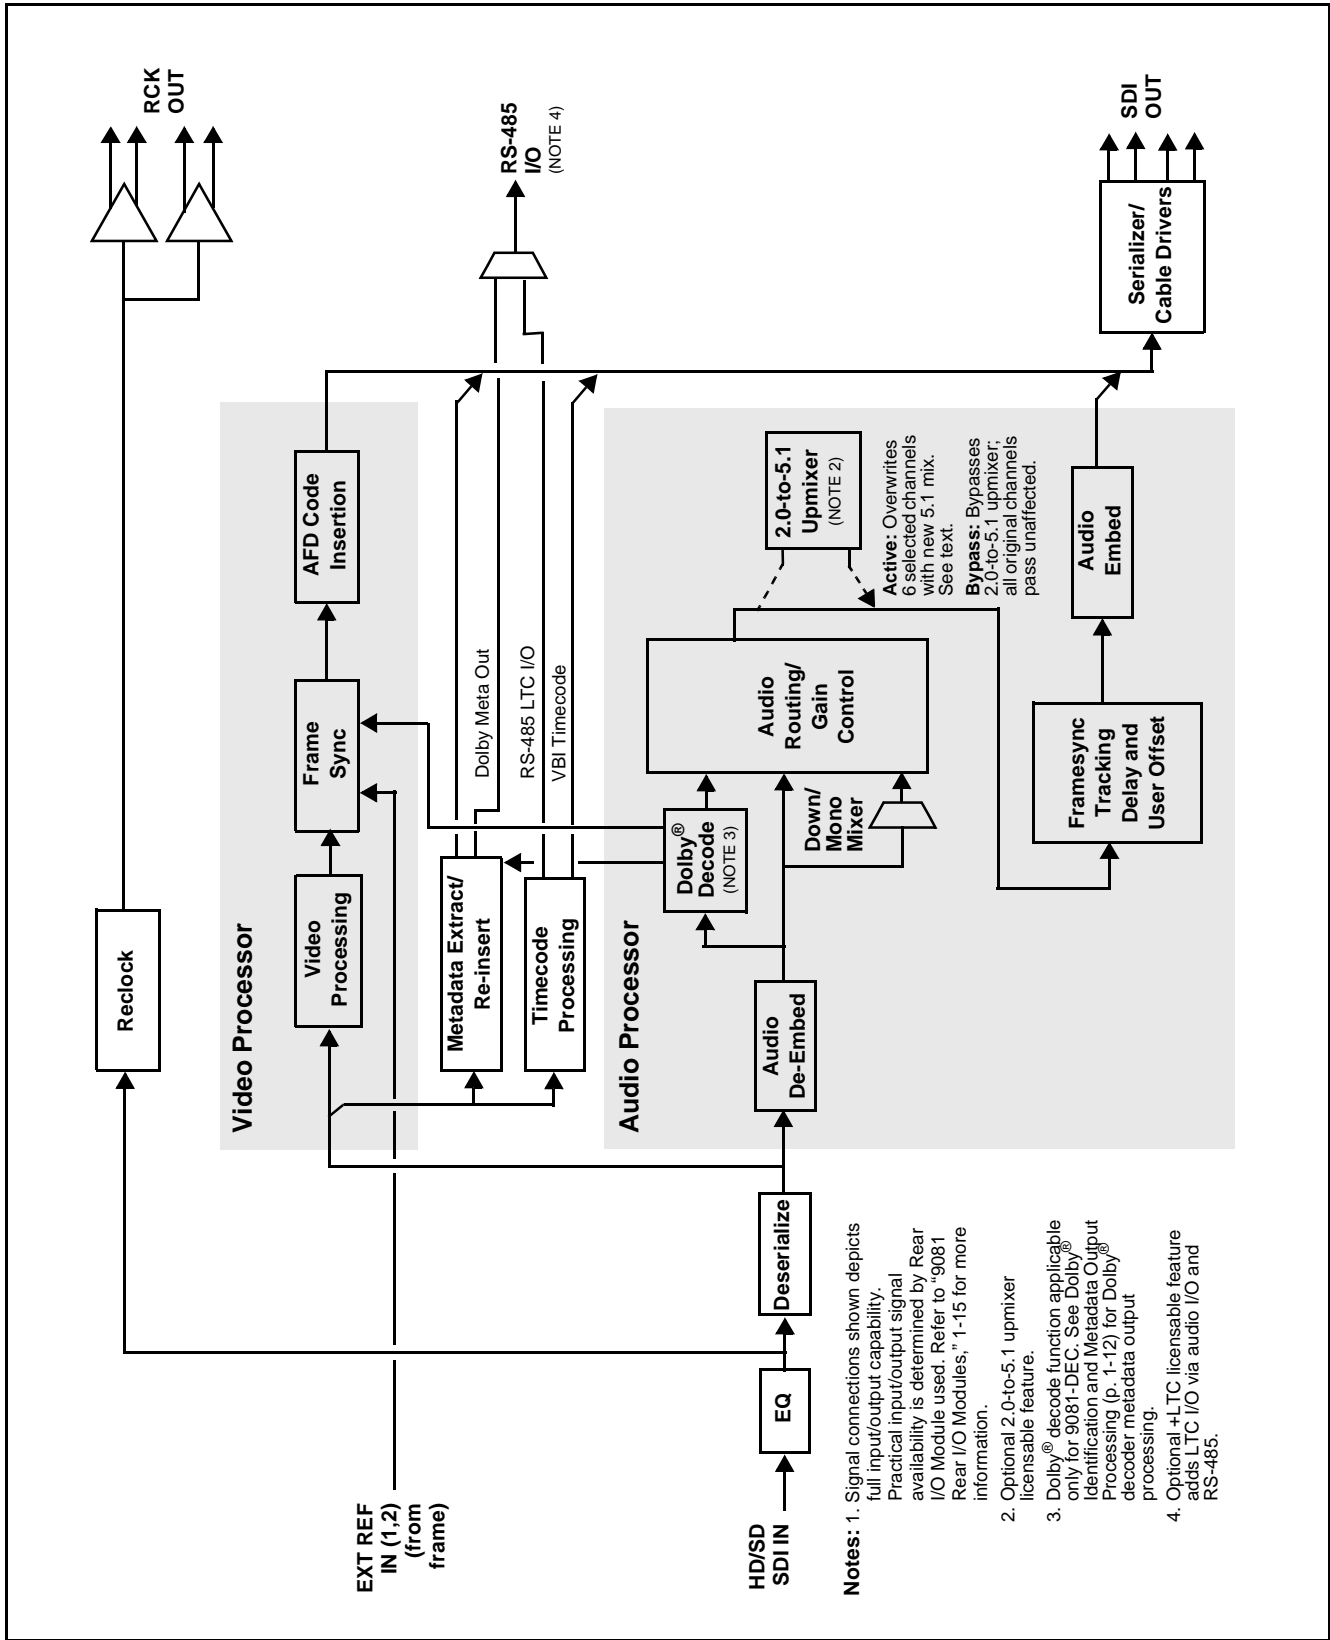 RCK
OUT
RS-485
I/O
(NOTE 4)
SDI
OUT
Serializer/
Cable Drivers
Reclock
Video Processor
Video
Processing
Frame
Sync
AFD Code
Insertion
Metadata Extract/
Re-insert
Timecode
Processing
Dolby Meta Out
RS-485 LTC I/O
VBI Timecode
Audio Processor
Audio
De-Embed
Dolby®
Decode
(NOTE 3)
Down/
Mono
Mixer
Audio
Routing/
Gain
Control
2.0-to-5.1
Upmixer
(NOTE 2)
Active: Overwrites
6 selected channels
with new 5.1 mix.
See text.
Bypass: Bypasses
2.0-to-5.1 upmixer;
all original channels
pass unaffected.
Framesync
Tracking
Delay and
User Offset
Audio
Embed
EXT REF
IN (1,2)
(from
frame)
HD/SD
SDI IN
EQ
Deserialize
Notes: 1. Signal connections shown depicts
full input/output capability.
Practical input/output signal
availability is determined by Rear
I/O Module used. Refer to “9081
Rear I/O Modules,” 1-15 for more
information.
2. Optional 2.0-to-5.1 upmixer
licensable feature.
3. Dolby® decode function applicable
only for 9081-DEC. See Dolby®
Identification and Metadata Output
Processing (p. 1-12) for Dolby®
decoder metadata output
processing.
4. Optional +LTC licensable feature
adds LTC I/O via audio I/O and
RS-485.